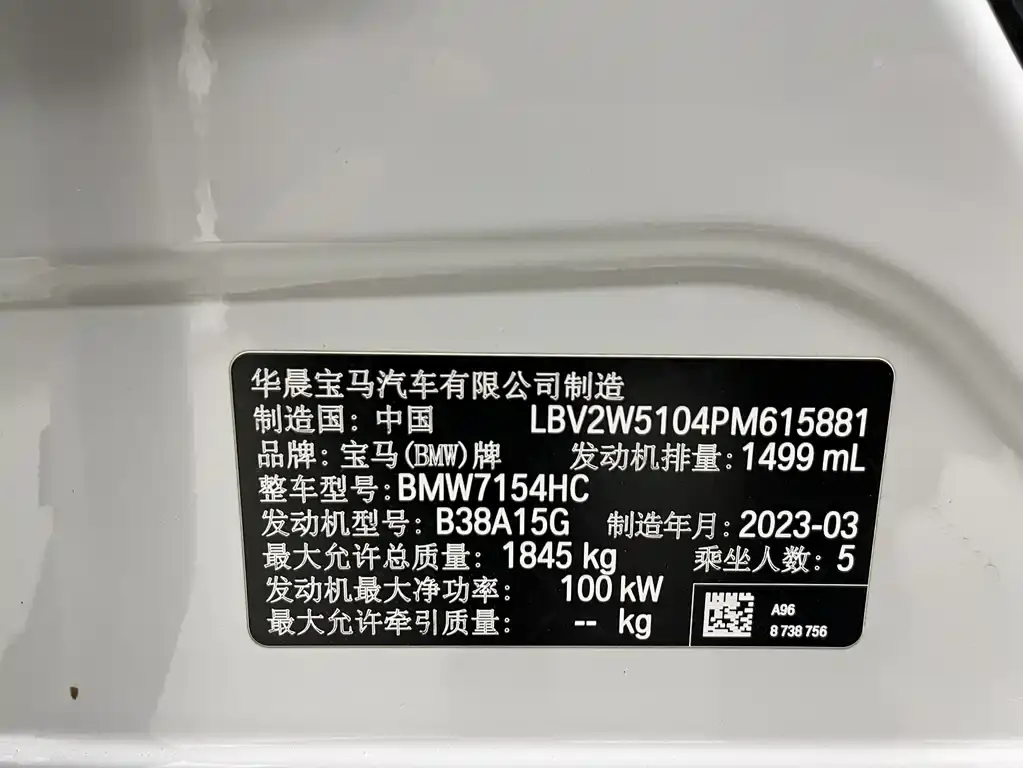 华晨宝马汽车有限公司制造
制造国: 中国 LBV2W5104PM615881
品牌: 宝马(BMW)牌 发动机排量: 1499 mL
整车型号: BMW7154HC
发动机型号: B38A15G 制造年月: 2023-03
最大允许总质量: 1845 kg 乘坐人数: 5
发动机最大净功率: 100 kW
最大允许牵引质量: -- kg
A96
8 738 756